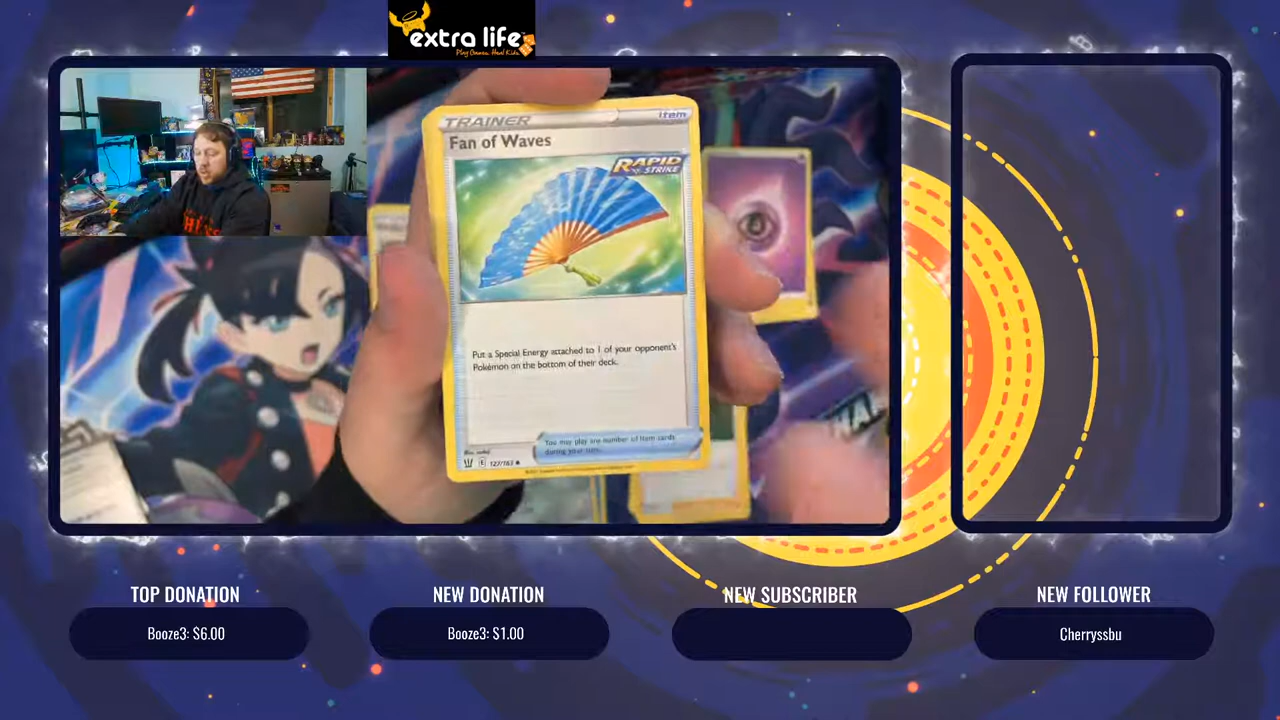 extra life
Play Games. Heal Kids.
TRAINER
Item
Fan of Waves
RAPID
STRIKE
Put a Special Energy attached to 1 of your opponent's
Pokémon on the bottom of their deck.
You may play any number of Item cards
during your turn.
E 127/163
TOP DONATION
Booze3: $6.00
NEW DONATION
Booze3: $1.00
NEW SUBSCRIBER
NEW FOLLOWER
Cherryssbu